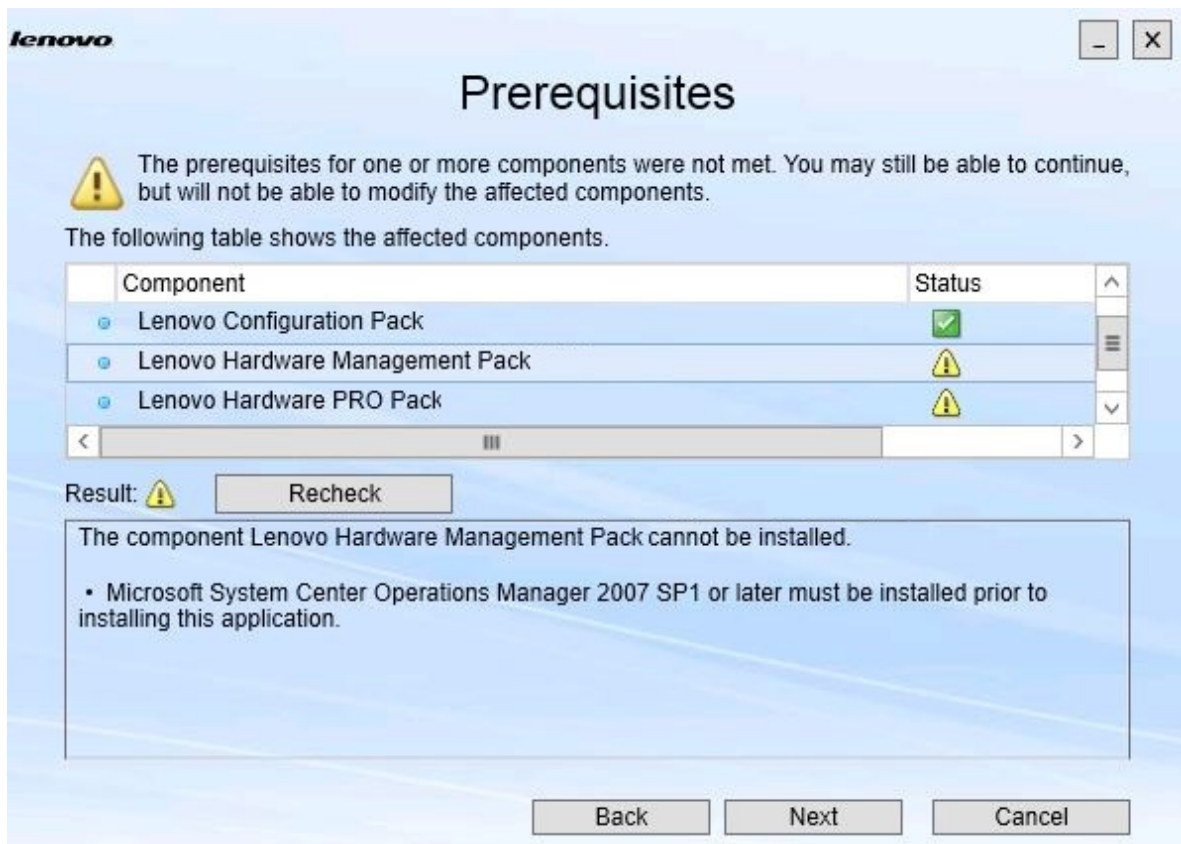 lenovo
Prerequisites
The prerequisites for one or more components were not met. You may still be able to continue,
but will not be able to modify the affected components.
The following table shows the affected components.
Component Status
Lenovo Configuration Pack
Lenovo Hardware Management Pack
Lenovo Hardware PRO Pack
Result: Recheck
The component Lenovo Hardware Management Pack cannot be installed.
• Microsoft System Center Operations Manager 2007 SP1 or later must be installed prior to
installing this application.
Back Next Cancel